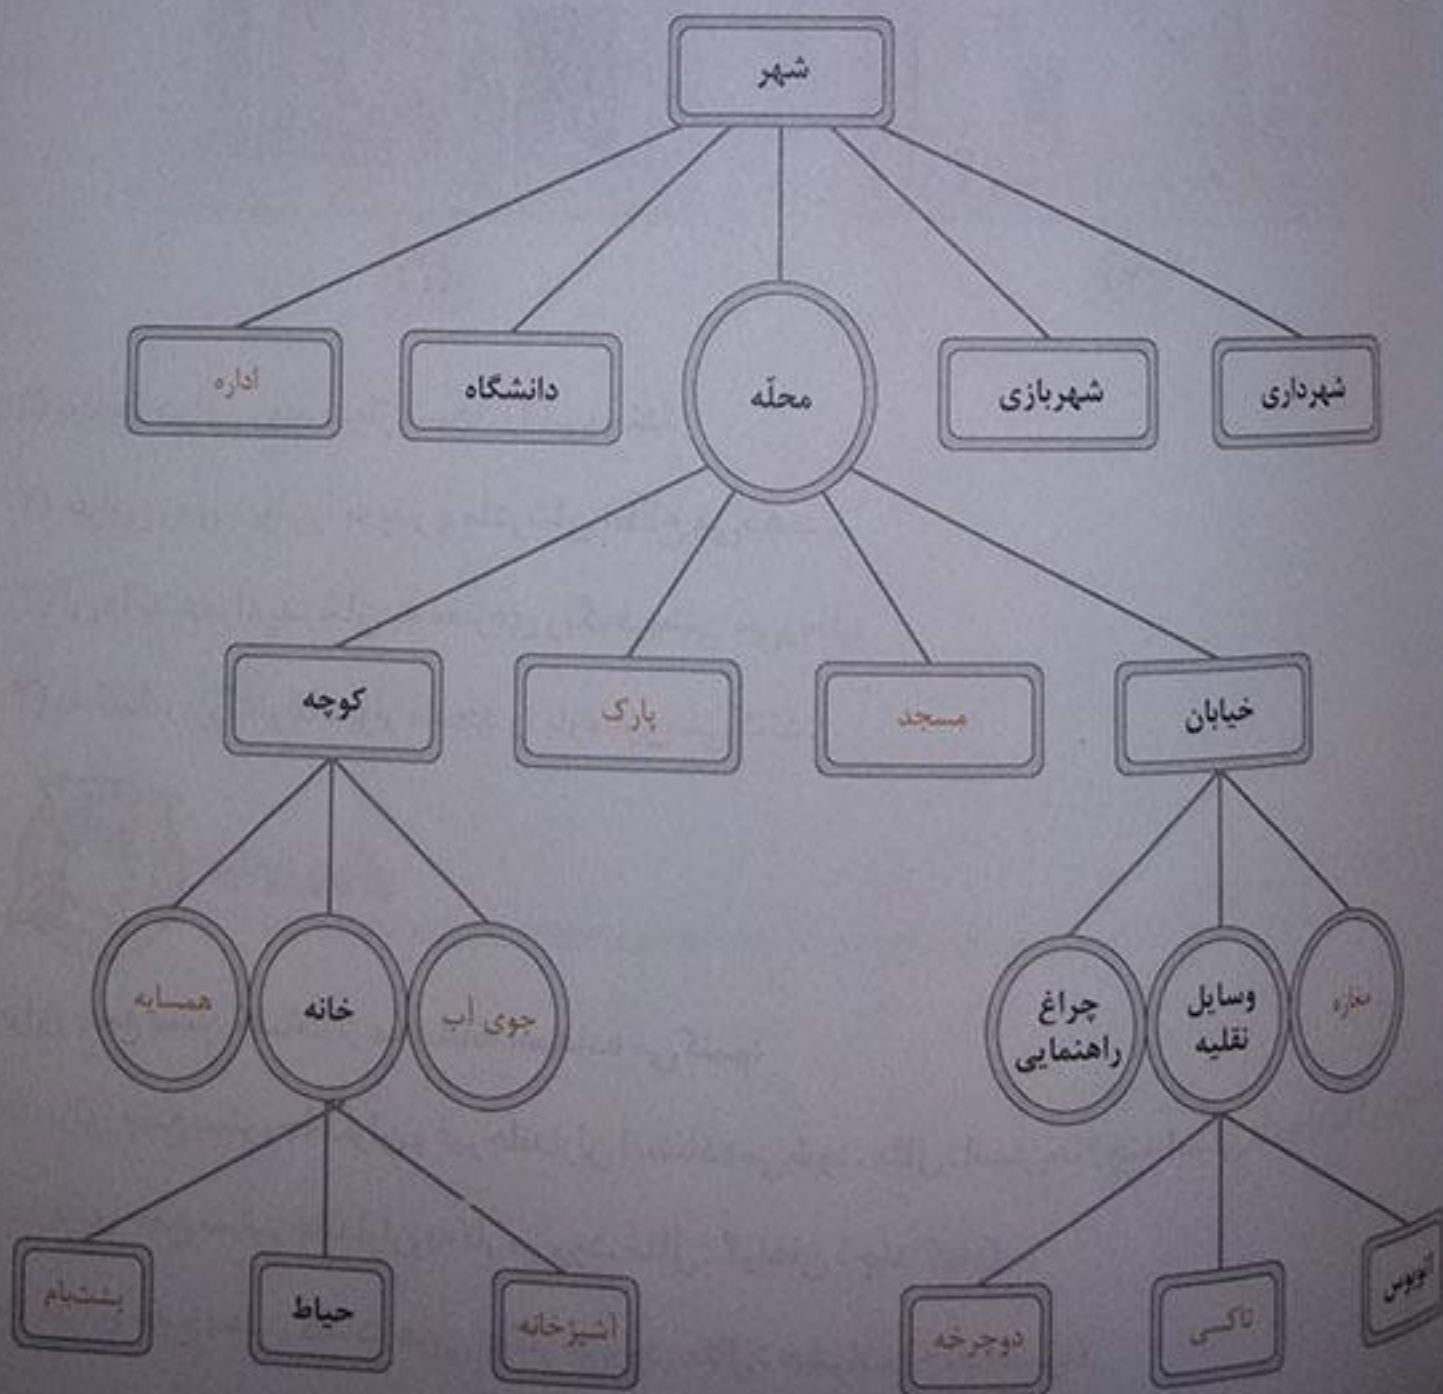 شهر
شهرداری
شهربازی
محلّه
دانشگاه
اداره
خیابان
مسجد
پارک
کوچه
مغازه
وسایل
نقلیه
چراغ
راهنمایی
جوی آب
خانه
همسایه
اتوبوس
تاکسی
دوچرخه
آشپزخانه
حیاط
پشت‌بام